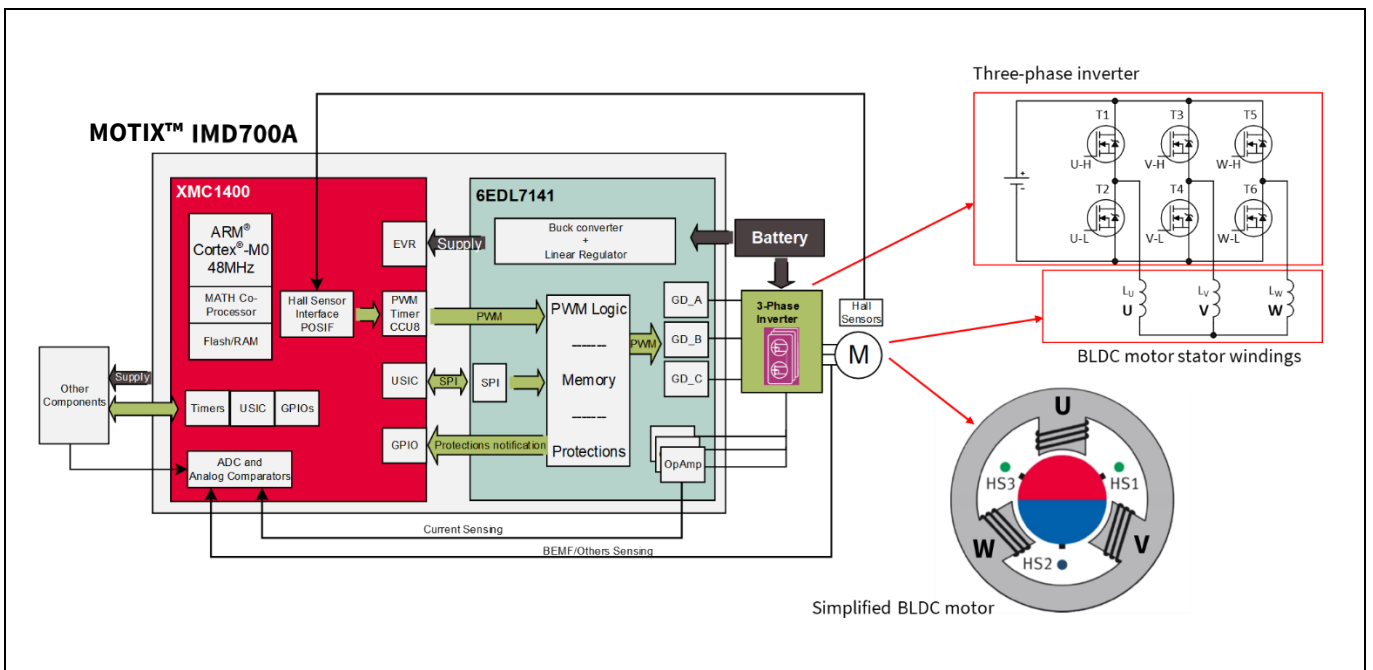 MOTIX™ IMD700A
XMC1400
ARM®
Cortex®-M0
48MHz
MATH Co-
Processor
Flash/RAM
Hall Sensor
Interface
POSIF
EVR
PWM
Timer
CCU8
USIC
GPIO
Timers
USIC
GPIOs
ADC and
Analog Comparators
Other
Components
Supply
Supply
PWM
SPI
Protections notification
6EDL7141
Buck converter
+
Linear Regulator
SPI
PWM Logic
Memory
Protections
PWM
GD_A
GD_B
GD_C
OpAmp
Battery
3-Phase
Inverter
Hall
Sensors
M
Current Sensing
BEMF/Others Sensing
Three-phase inverter
T1
T3
T5
U-H
V-H
W-H
+
-
T2
T4
T6
U-L
V-L
W-L
LU
LV
LW
U
V
W
BLDC motor stator windings
U
HS3
HS1
W
V
HS2
Simplified BLDC motor